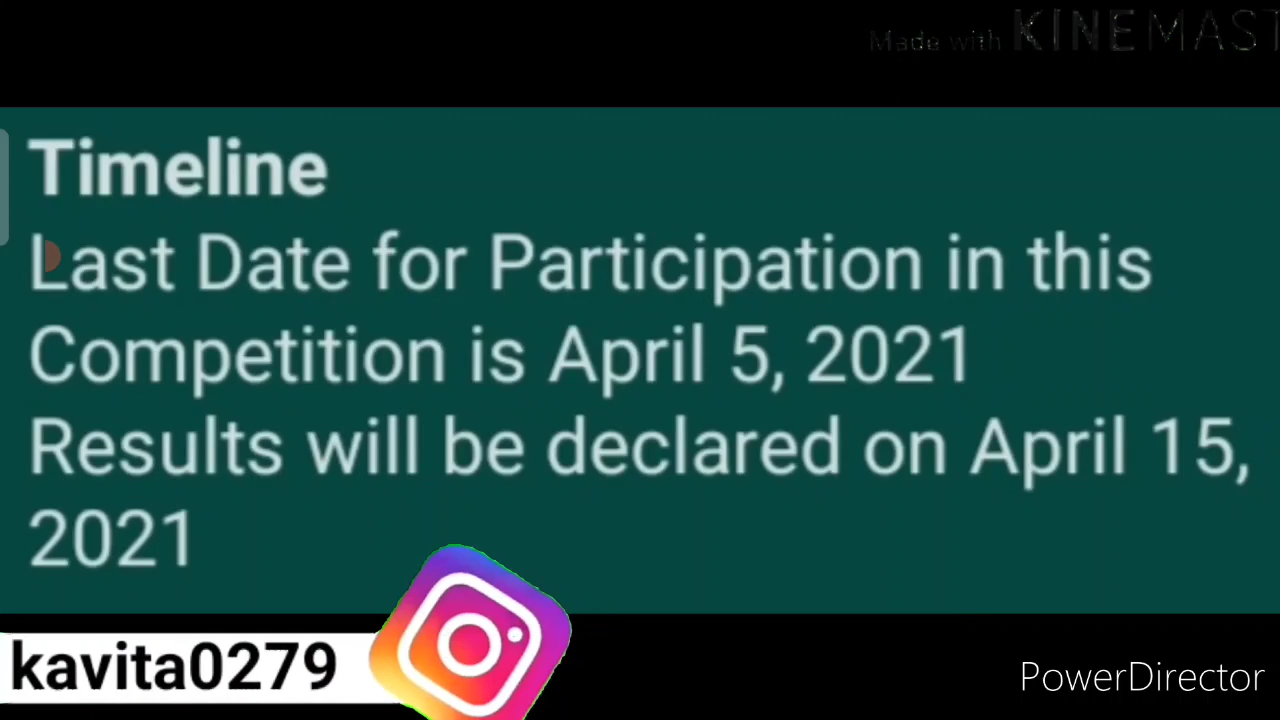 Made with KINEMAST
Timeline
Last Date for Participation in this
Competition is April 5, 2021
Results will be declared on April 15,
2021
kavita0279
PowerDirector